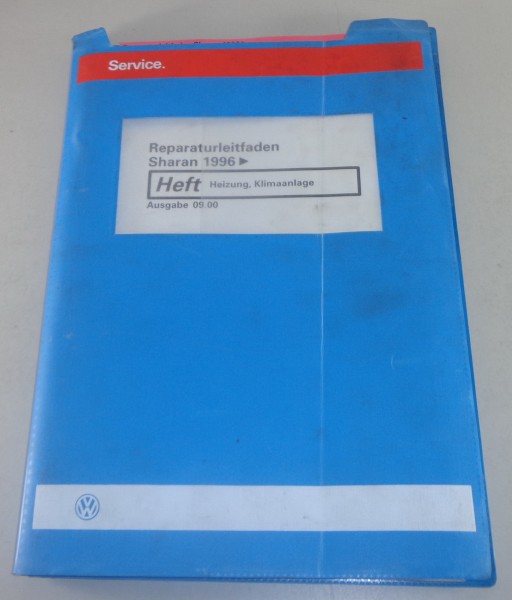 Service.
Reparaturleitfaden
Sharan 1996 ►
Heft Heizung, Klimaanlage
Ausgabe 09.00